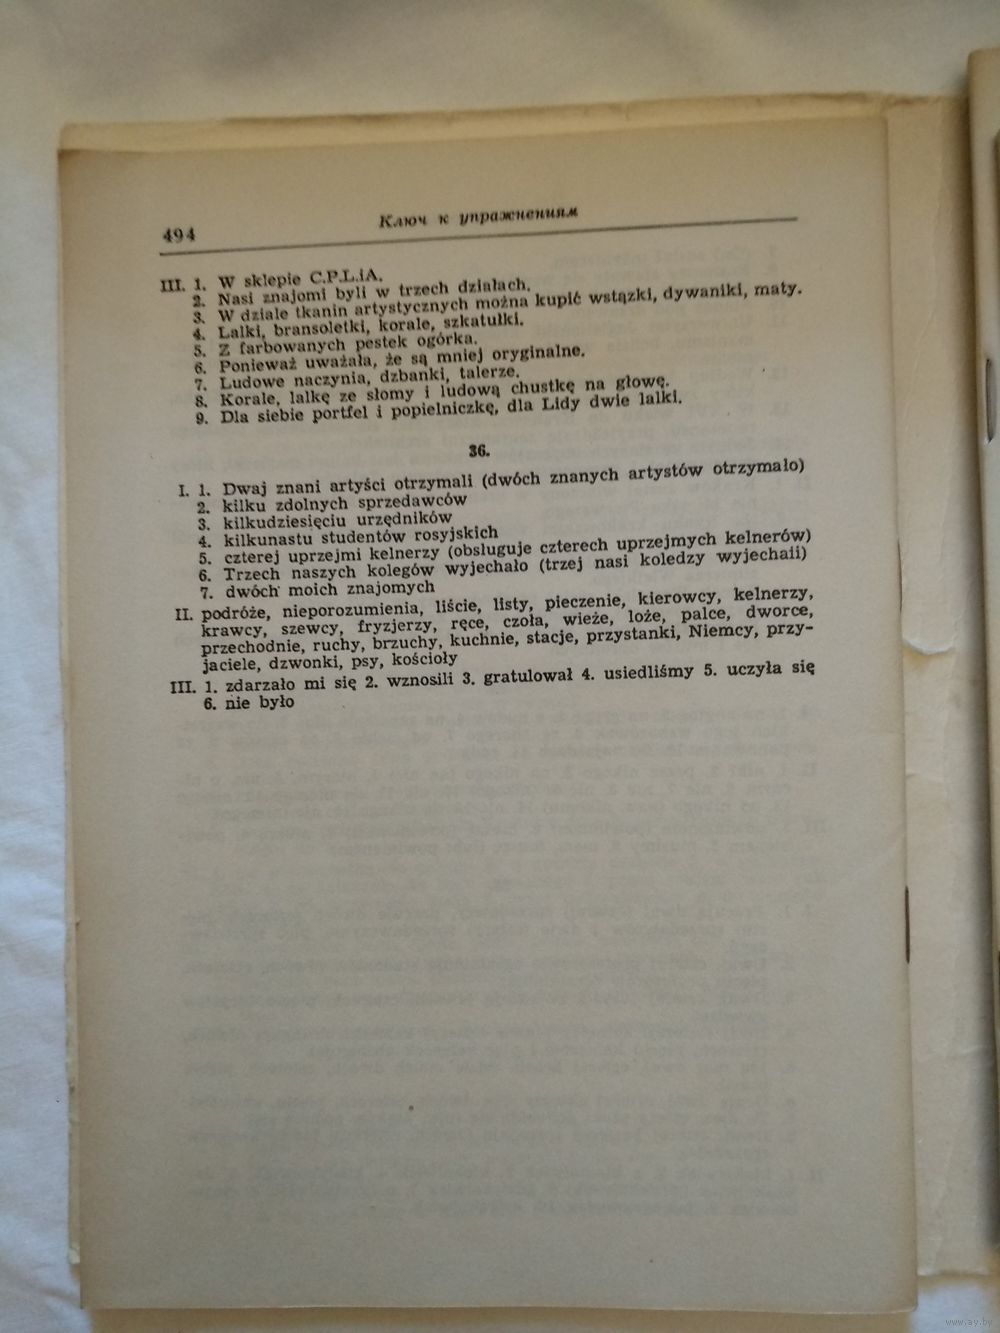 494
Ключ к упражнениям
III. 1. W sklepie C.P.L.iA.
2. Nasi znajomi byli w trzech działach.
3. W dziale tkanin artystycznych można kupić wstązki, dywaniki, maty.
4. Lalki, bransoletki, korale, szkatułki.
5. Z farbowanych pestek ogórka.
6. Ponieważ uważała, że są mniej oryginalne.
7. Ludowe naczynia, dzbanki, talerze.
8. Korale, lalkę ze słomy i ludową chustkę na głowę.
9. Dla siebie portfel i popielniczkę, dla Lidy dwie lalki.
36.
I. 1. Dwaj znani artyści otrzymali (dwóch znanych artystów otrzymało)
2. kilku zdolnych sprzedawców
3. kilkudziesięciu urzędników
4. kilkunastu studentów rosyjskich
5. czterej uprzejmi kelnerzy (obsługuje czterech uprzejmych kelnerów)
6. Trzech naszych kolegów wyjechało (trzej nasi koledzy wyjechali)
7. dwóch moich znajomych
II. podróże, nieporozumienia, liście, listy, pieczenie, kierowcy, kelnerzy,
krawcy, szewcy, fryzjerzy, ręce, czoła, wieże, loże, palce, dworce,
przechodnie, ruchy, brzuchy, kuchnie, stacje, przystanki, Niemcy, przy-
jaciele, dzwonki, psy, kościoły
III. 1. zdarzało mi się 2. wznosili 3. gratulował 4. usiedliśmy 5. uczyła się
6. nie było
www.ay.by